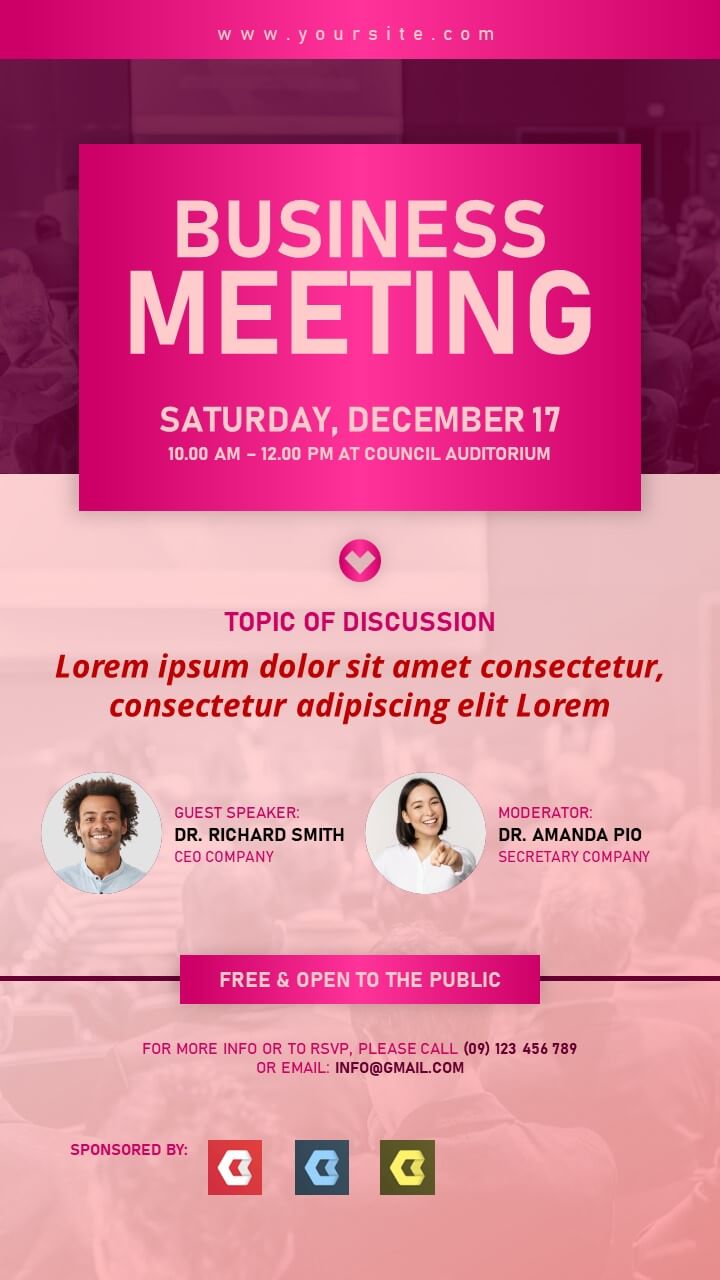 www.yoursite.com
BUSINESS
MEETING
SATURDAY, DECEMBER 17
10.00 AM – 12.00 PM AT COUNCIL AUDITORIUM
TOPIC OF DISCUSSION
Lorem ipsum dolor sit amet consectetur,
consectetur adipiscing elit Lorem
GUEST SPEAKER:
DR. RICHARD SMITH
CEO COMPANY
MODERATOR:
DR. AMANDA PIO
SECRETARY COMPANY
FREE & OPEN TO THE PUBLIC
FOR MORE INFO OR TO RSVP, PLEASE CALL (09) 123 456 789
OR EMAIL: INFO@GMAIL.COM
SPONSORED BY: